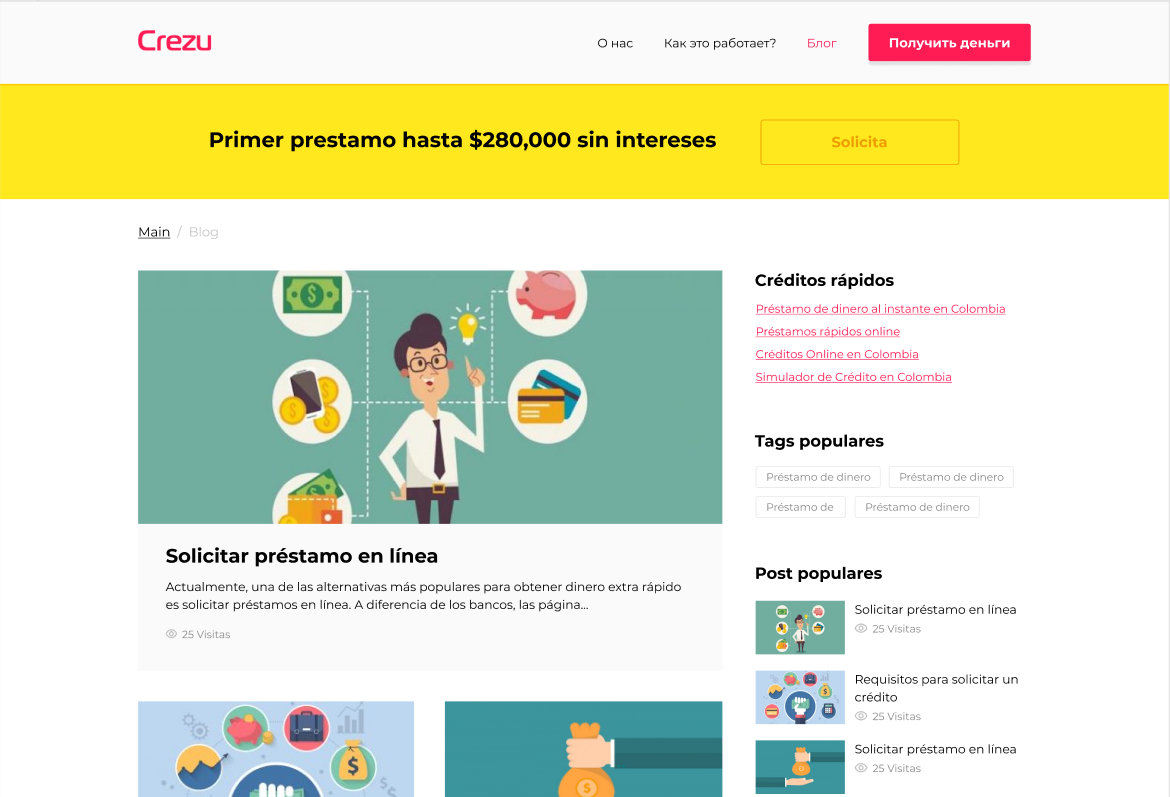 Crezu
О нас
Как это работает?
Блог
Получить деньги
Primer prestamo hasta $280,000 sin intereses
Solicita
Main / Blog
Solicitar préstamo en línea
Actualmente, una de las alternativas más populares para obtener dinero extra rápido
es solicitar préstamos en línea. A diferencia de los bancos, las página...
25 Visitas
Créditos rápidos
Préstamo de dinero al instante en Colombia
Préstamos rápidos online
Créditos Online en Colombia
Simulador de Crédito en Colombia
Tags populares
Préstamo de dinero
Préstamo de dinero
Préstamo de
Préstamo de dinero
Post populares
Solicitar préstamo en línea
25 Visitas
Requisitos para solicitar un
crédito
25 Visitas
Solicitar préstamo en línea
25 Visitas